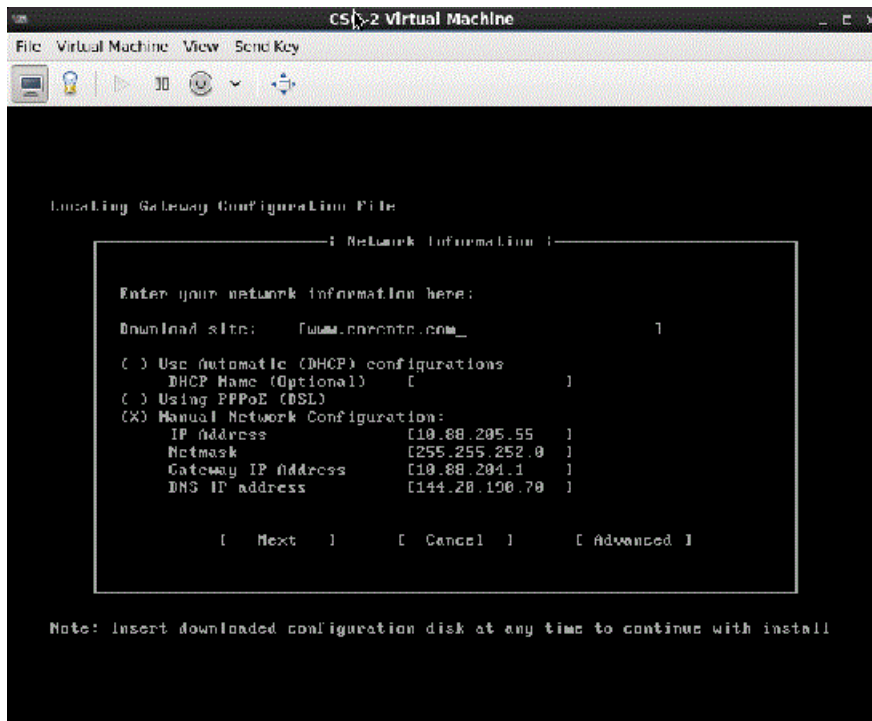 Virtual Machine
File Virtual Machine View Send Key
Locating Gateway Configuration File
Network Information
Enter your network information here:
Download site: [www.corente.com_ ]
( ) Use Automatic (DHCP) configurations
DHCP Name (Optional) [ ]
( ) Using PPPoE (DSL)
(X) Manual Network Configuration:
IP Address [10.88.205.55 ]
Netmask [255.255.252.0 ]
Gateway IP Address [10.88.204.1 ]
DNS IP address [144.20.190.70 ]
[ Next ] [ Cancel ] [ Advanced ]
Note: Insert downloaded configuration disk at any time to continue with install